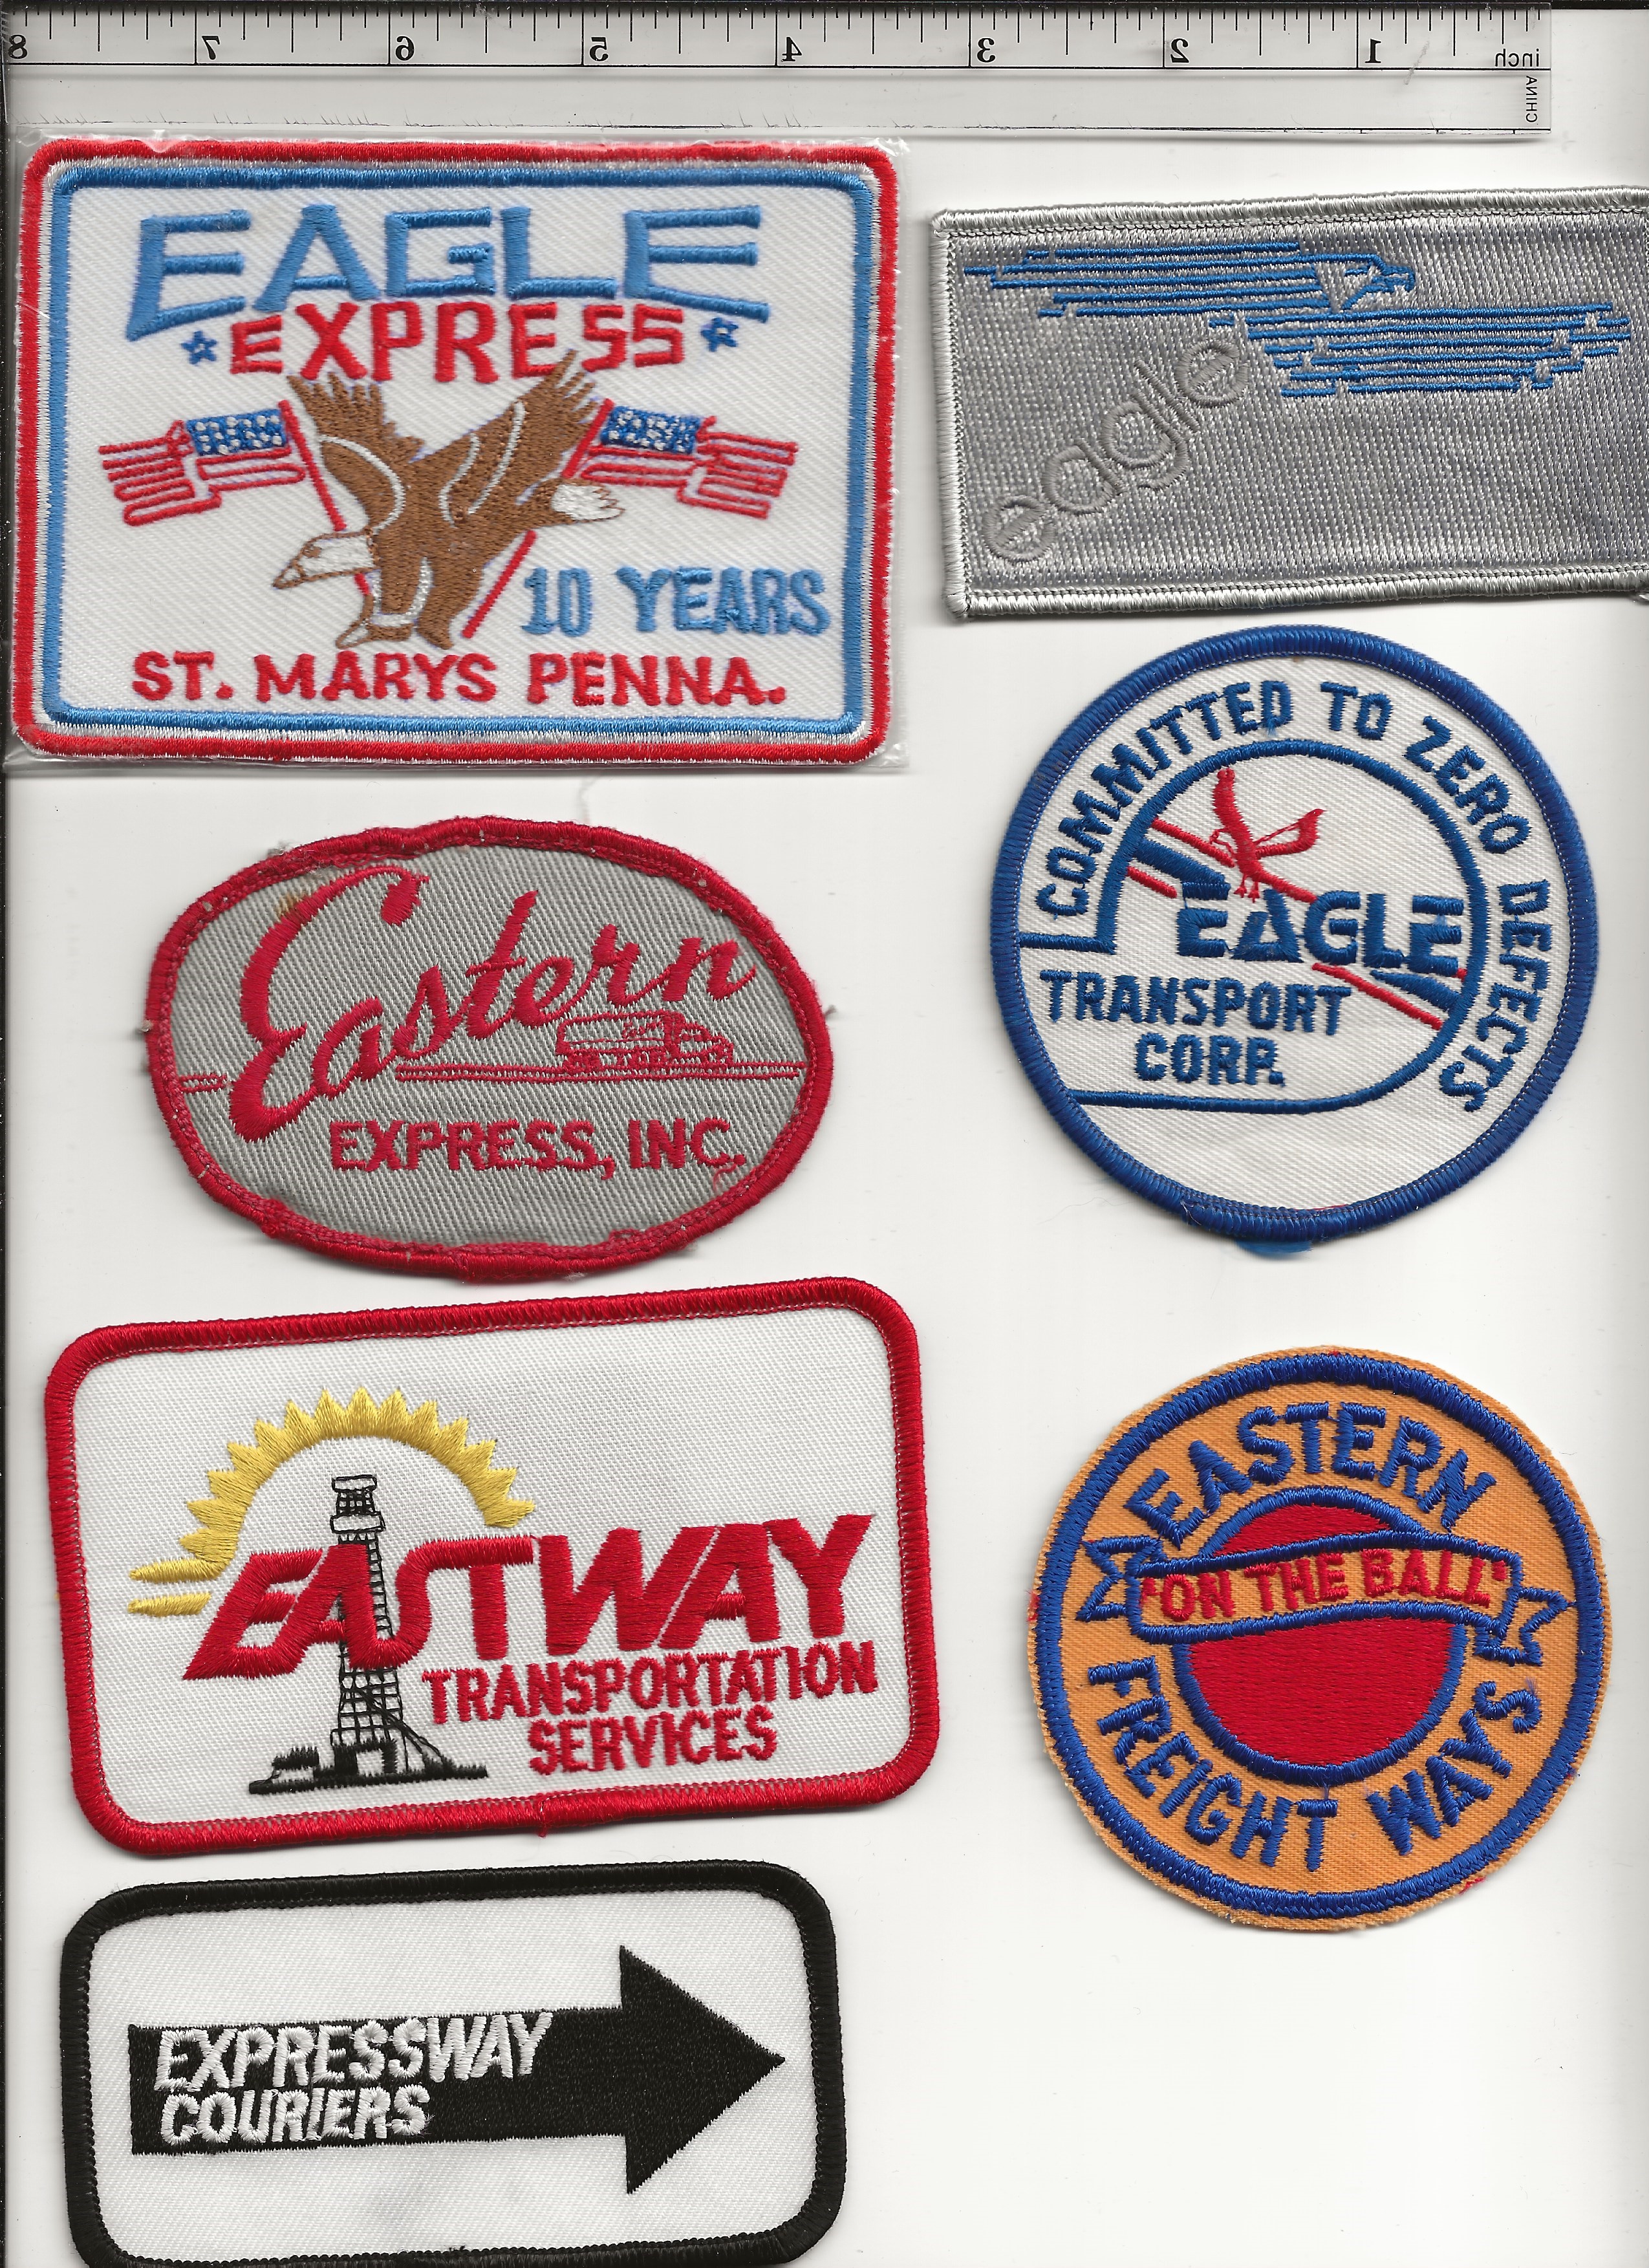 8 7 6 5 4 3 2 1 inch
CHINA
EAGLE
EXPRESS
10 YEARS
ST. MARYS PENNA.
eagle
COMMITTED TO ZERO DEFECTS
EAGLE
TRANSPORT
CORP.
Eastern
EXPRESS, INC.
EASTWAY
TRANSPORTATION
SERVICES
EASTERN
"ON THE BALL"
FREIGHT WAYS
EXPRESSWAY
COURIERS